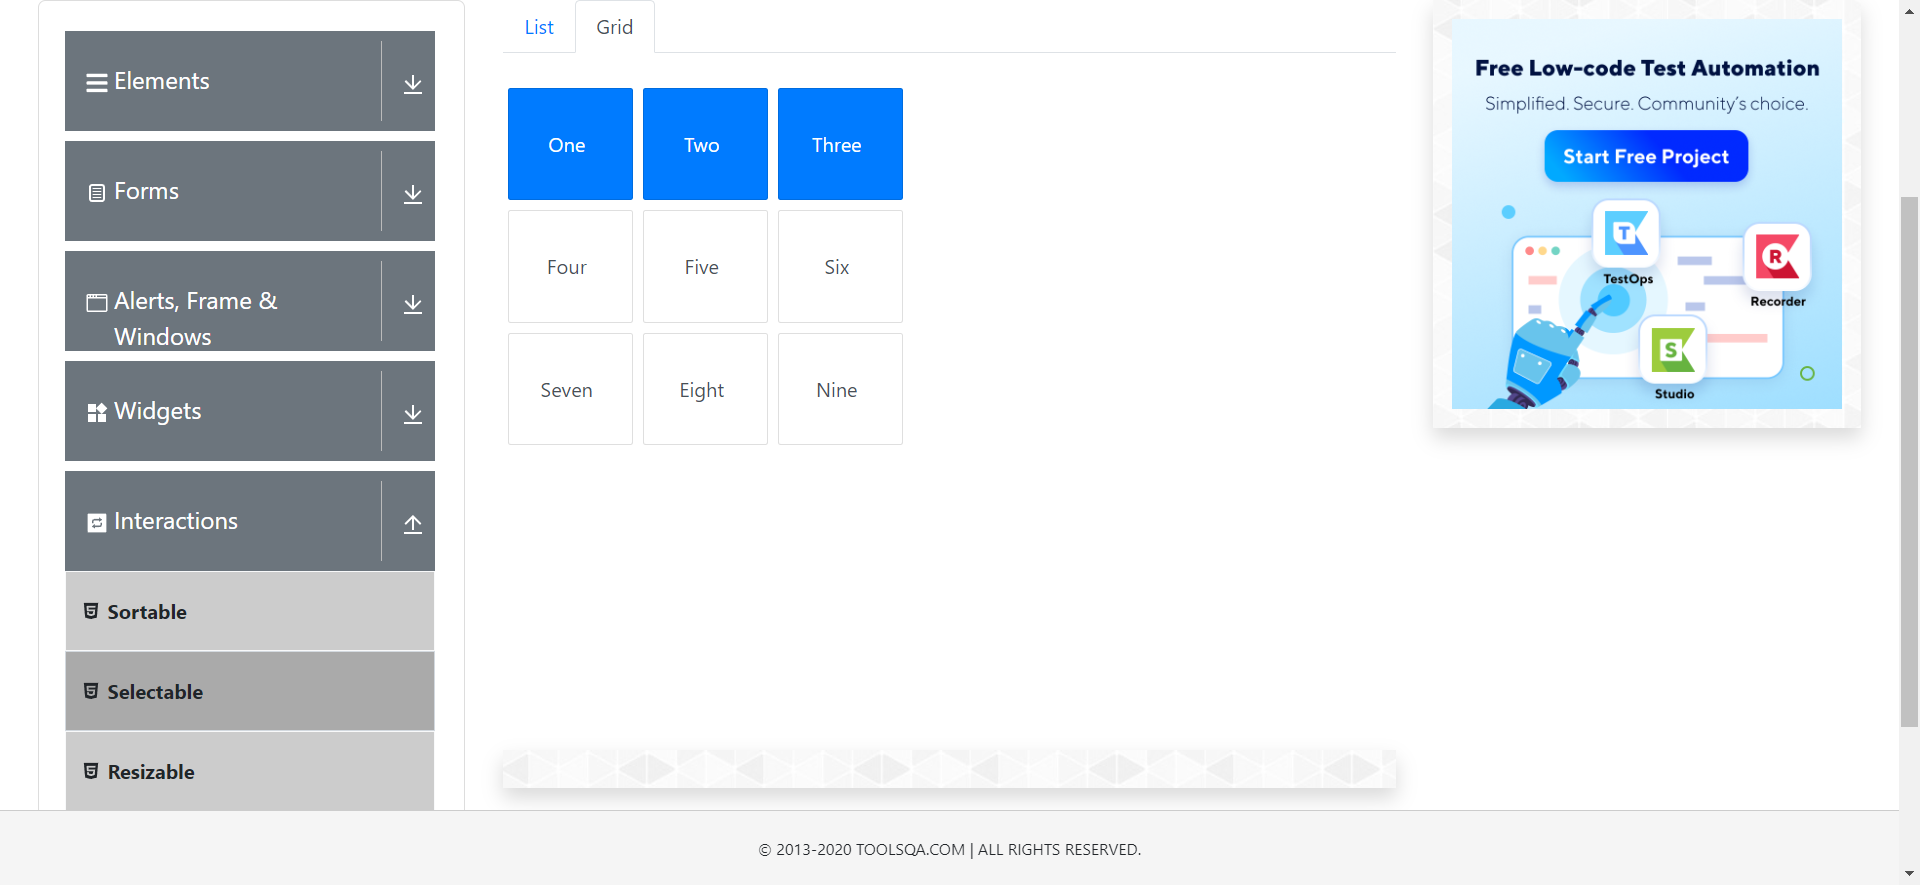 Elements
Forms
Alerts, Frame &
Windows
Widgets
Interactions
Sortable
Selectable
Resizable
List Grid
One Two Three
Four Five Six
Seven Eight Nine
Free Low-code Test Automation
Simplified. Secure. Community's choice.
Start Free Project
T
TestOps
R
Recorder
S
Studio
© 2013-2020 TOOLSQA.COM | ALL RIGHTS RESERVED.